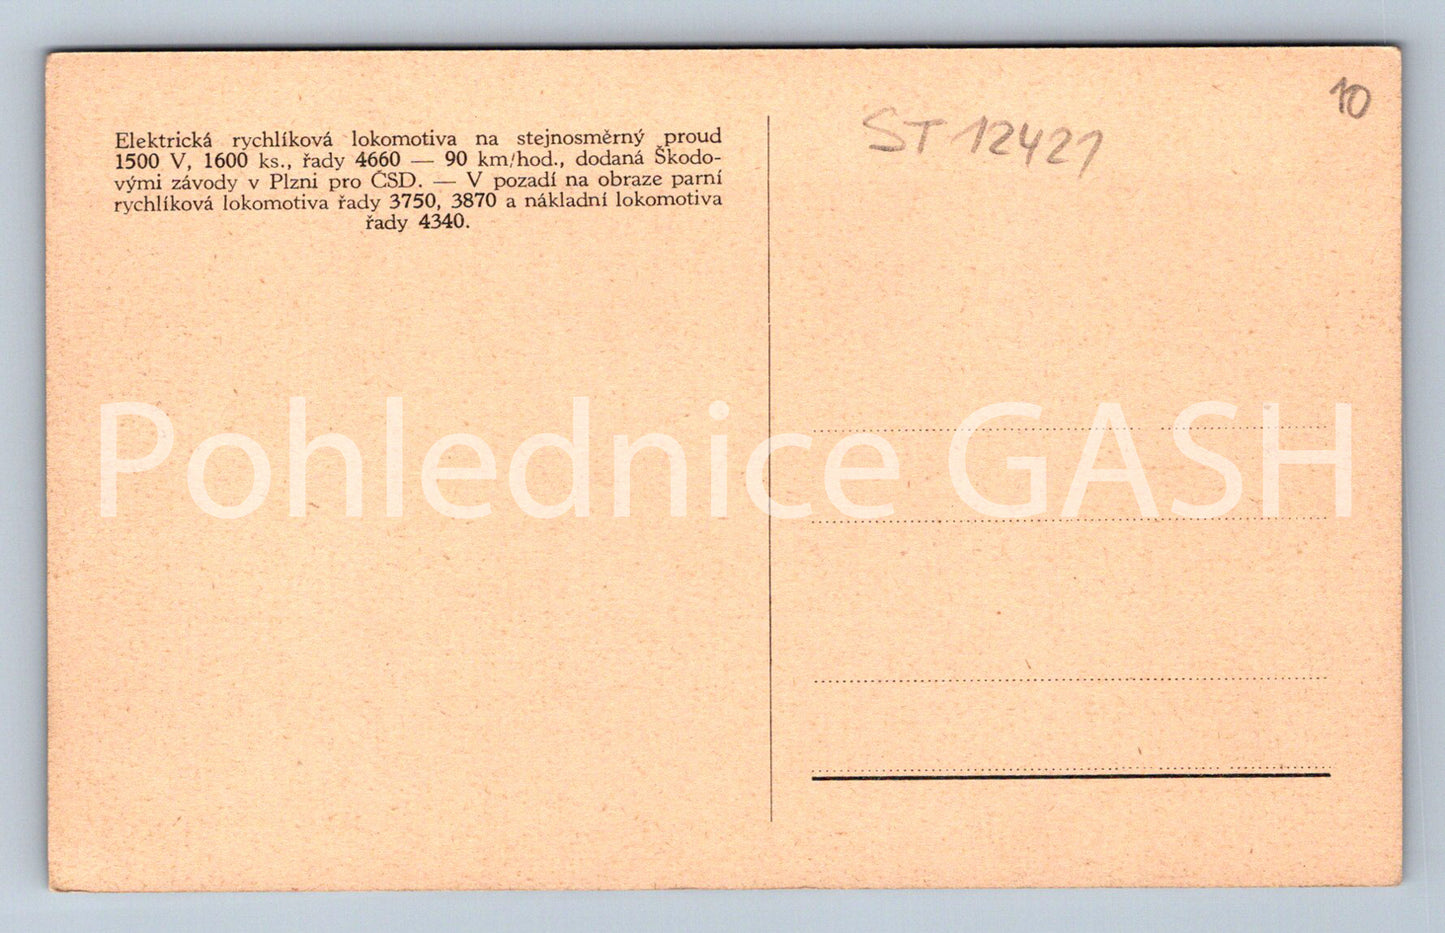 Elektrická rychlíková lokomotiva na stejnosměrný proud
1500 V, 1600 ks., řady 4660 — 90 km/hod., dodaná Škodo-
vými závody v Plzni pro ČSD. — V pozadí na obraze parní
rychlíková lokomotiva řady 3750, 3870 a nákladní lokomotiva
řady 4340.
ST 12421
10
Pohlednice GASH